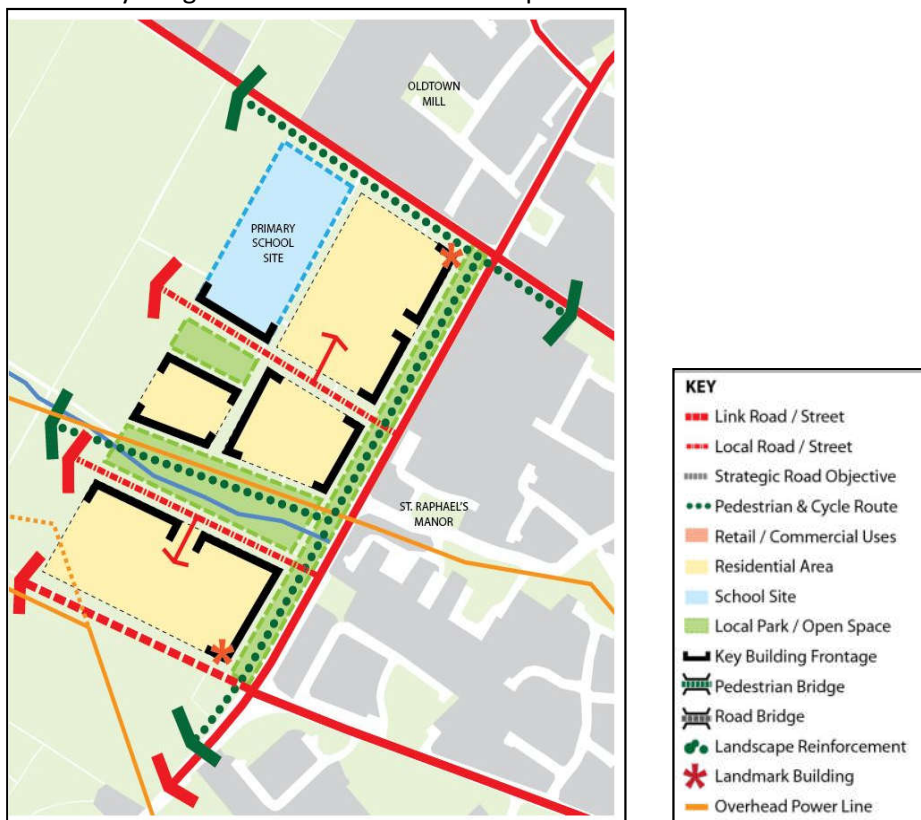 OLDTOWN
MILL
PRIMARY
SCHOOL
SITE
ST. RAPHAEL'S
MANOR
KEY
Link Road / Street
Local Road / Street
Strategic Road Objective
Pedestrian & Cycle Route
Retail / Commercial Uses
Residential Area
School Site
Local Park / Open Space
Key Building Frontage
Pedestrian Bridge
Road Bridge
Landscape Reinforcement
Landmark Building
Overhead Power Line